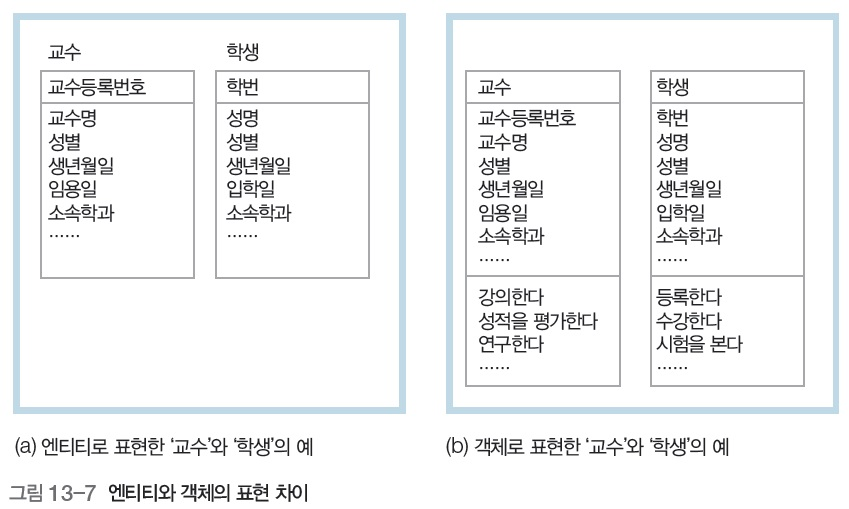 교수
교수등록번호
교수명
성별
생년월일
임용일
소속학과
……
학생
학번
성명
성별
생년월일
입학일
소속학과
……
(a) 엔티티로 표현한 ‘교수’와 ‘학생’의 예
교수
교수등록번호
교수명
성별
생년월일
임용일
소속학과
……
강의한다
성적을 평가한다
연구한다
……
학생
학번
성명
성별
생년월일
입학일
소속학과
……
등록한다
수강한다
시험을 본다
……
(b) 객체로 표현한 ‘교수’와 ‘학생’의 예
그림 13–7 엔티티와 객체의 표현 차이